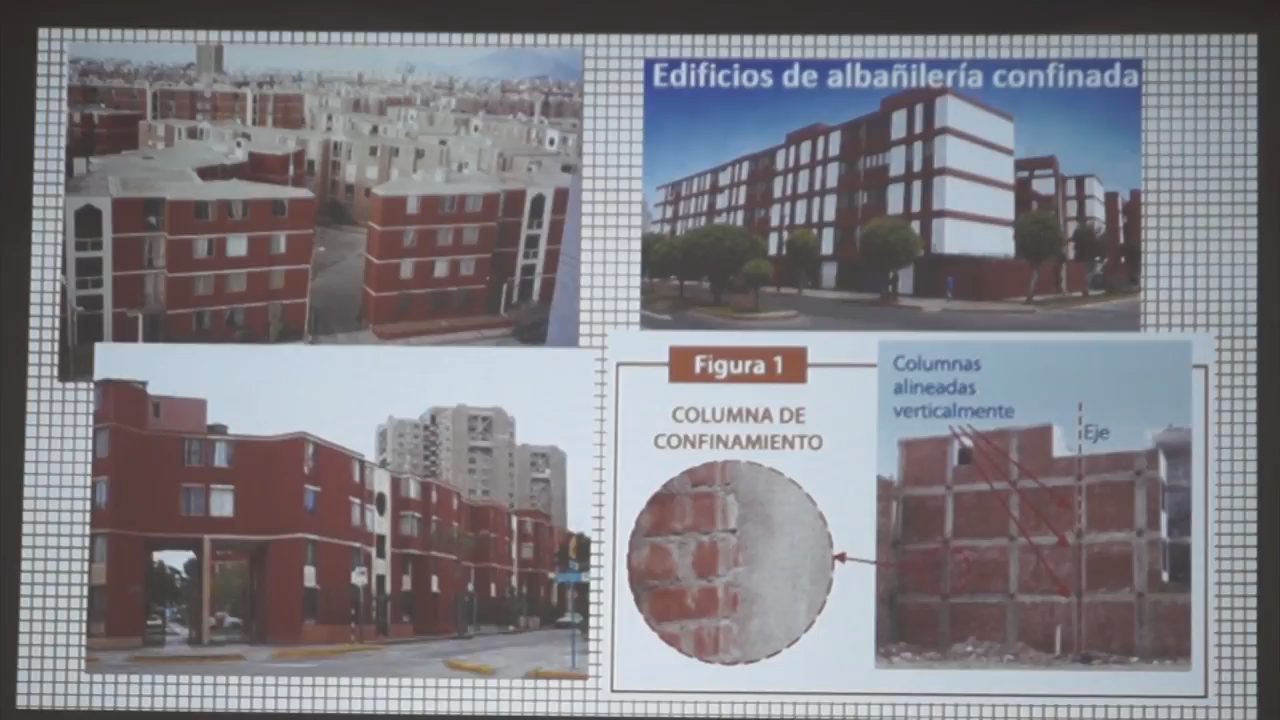 Edificios de albañilería confinada
Figura 1
COLUMNA DE
CONFINAMIENTO
Columnas
alineadas
verticalmente
Eje